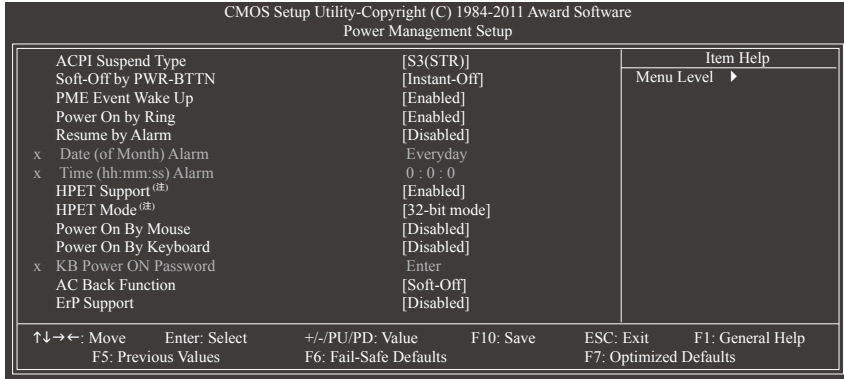 CMOS Setup Utility-Copyright (C) 1984-2011 Award Software
Power Management Setup
ACPI Suspend Type [S3(STR)] Item Help
Soft-Off by PWR-BTTN [Instant-Off] Menu Level ▶
PME Event Wake Up [Enabled]
Power On by Ring [Enabled]
Resume by Alarm [Disabled]
x Date (of Month) Alarm Everyday
x Time (hh:mm:ss) Alarm 0 : 0 : 0
HPET Support (注) [Enabled]
HPET Mode (注) [32-bit mode]
Power On By Mouse [Disabled]
Power On By Keyboard [Disabled]
x KB Power ON Password Enter
AC Back Function [Soft-Off]
ErP Support [Disabled]
↑↓→←: Move Enter: Select +/-/PU/PD: Value F10: Save ESC: Exit F1: General Help
F5: Previous Values F6: Fail-Safe Defaults F7: Optimized Defaults